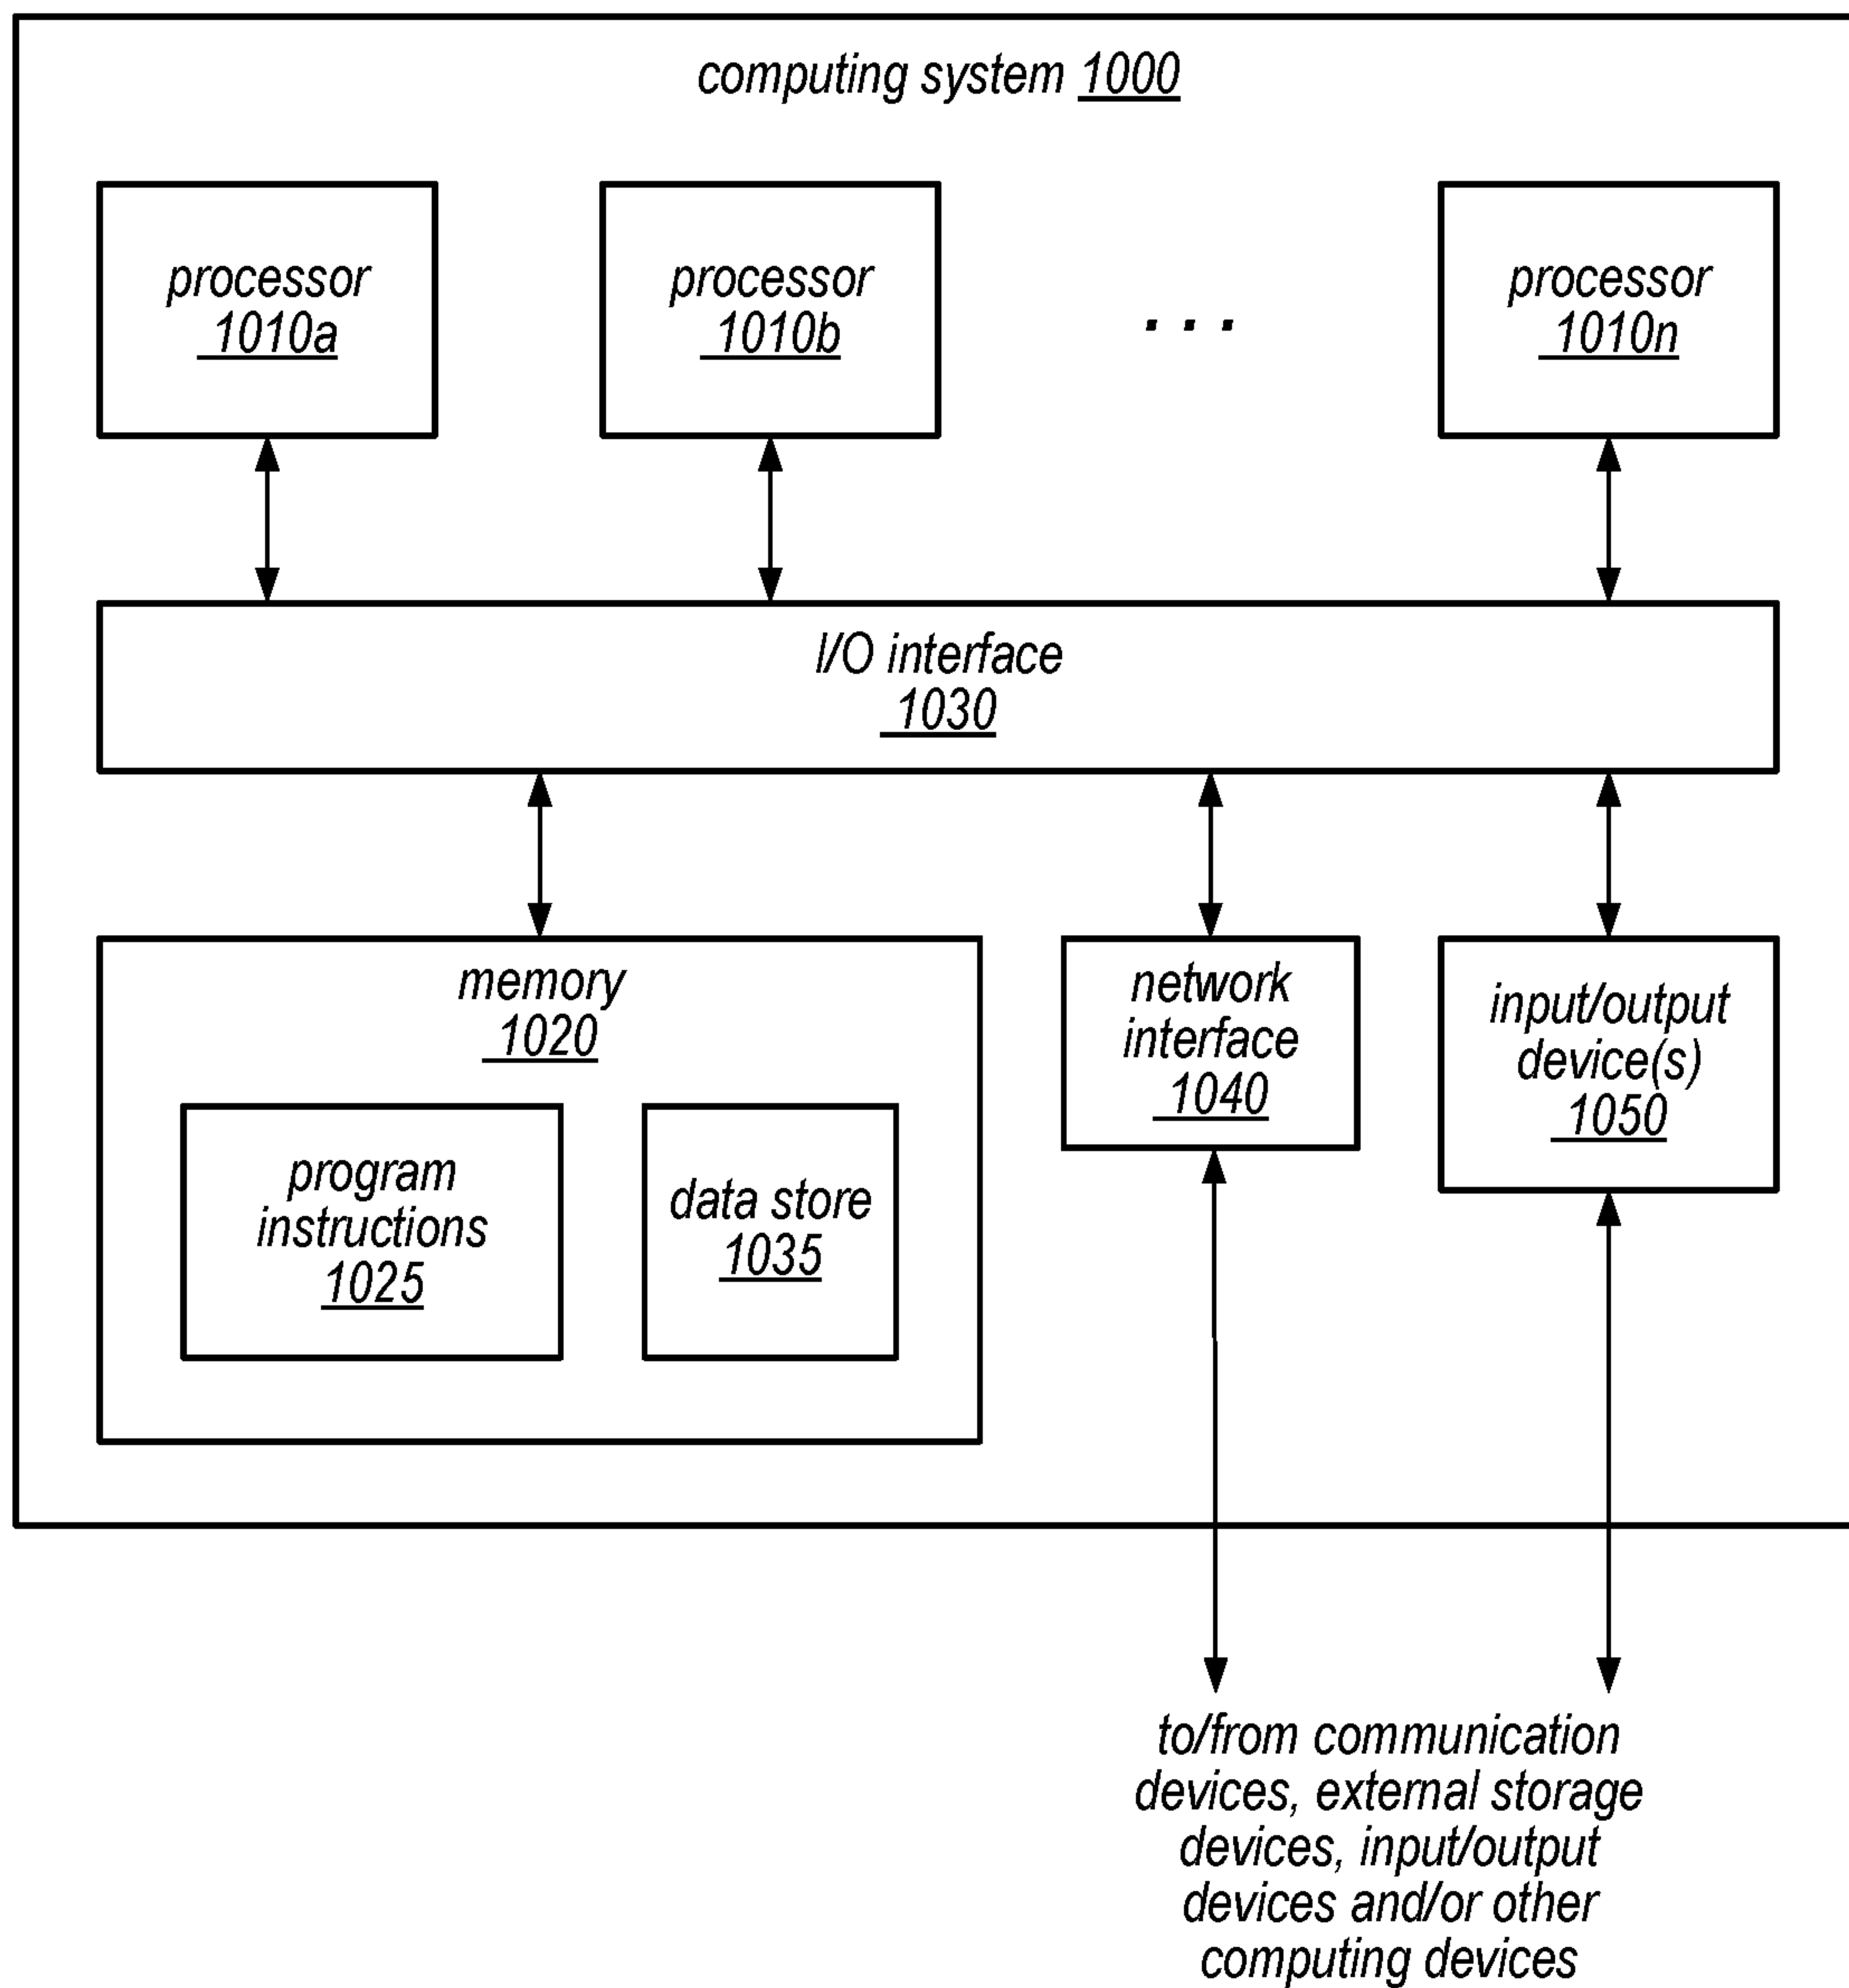 computing system 1000
processor
1010a
processor
1010b
. . .
processor
1010n
I/O interface
1030
memory
1020
program
instructions
1025
data store
1035
network
interface
1040
input/output
device(s)
1050
to/from communication
devices, external storage
devices, input/output
devices and/or other
computing devices